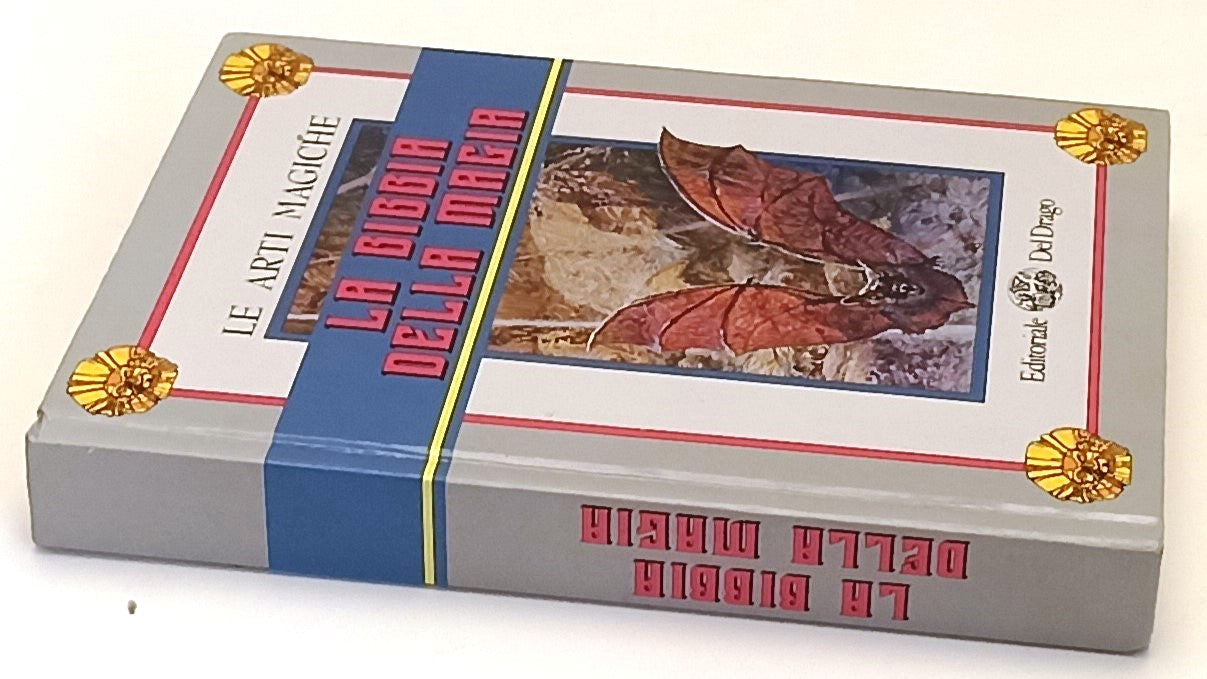 LE ARTI MAGICHE
LA BIBBIA
DELLA MAGIA
Editoriale Del Drago
LA BIBBIA
DELLA MAGIA